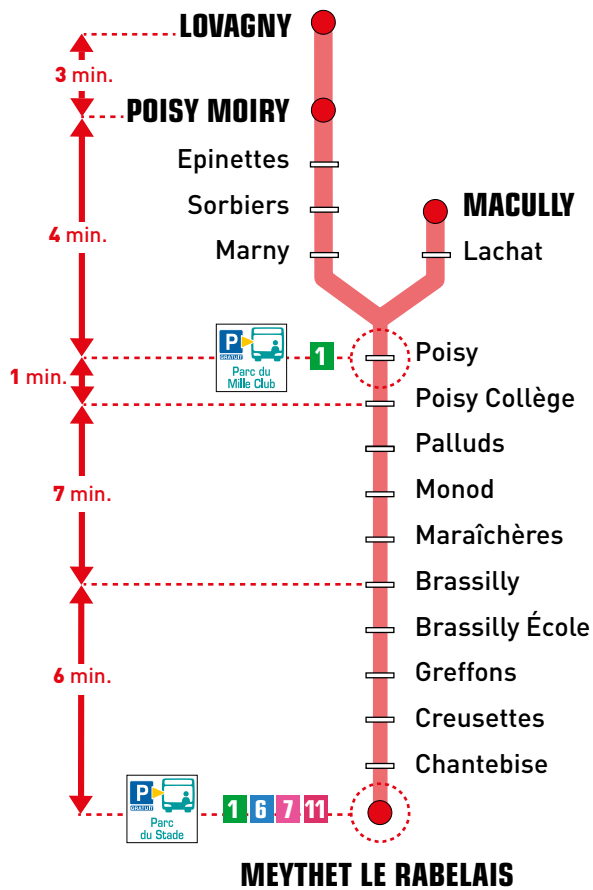 LOVAGNY
3 min.
POISY MOIRY
Epinettes
Sorbiers
MACULLY
4 min.
Marny
Lachat
P
GRATUIT
Parc du
Mille Club
1
Poisy
1 min.
Poisy Collège
Palluds
7 min.
Monod
Maraîchères
Brassilly
Brassilly École
6 min.
Greffons
Creusettes
Chantebise
P
GRATUIT
Parc
du Stade
1 6 7 11
MEYTHET LE RABELAIS